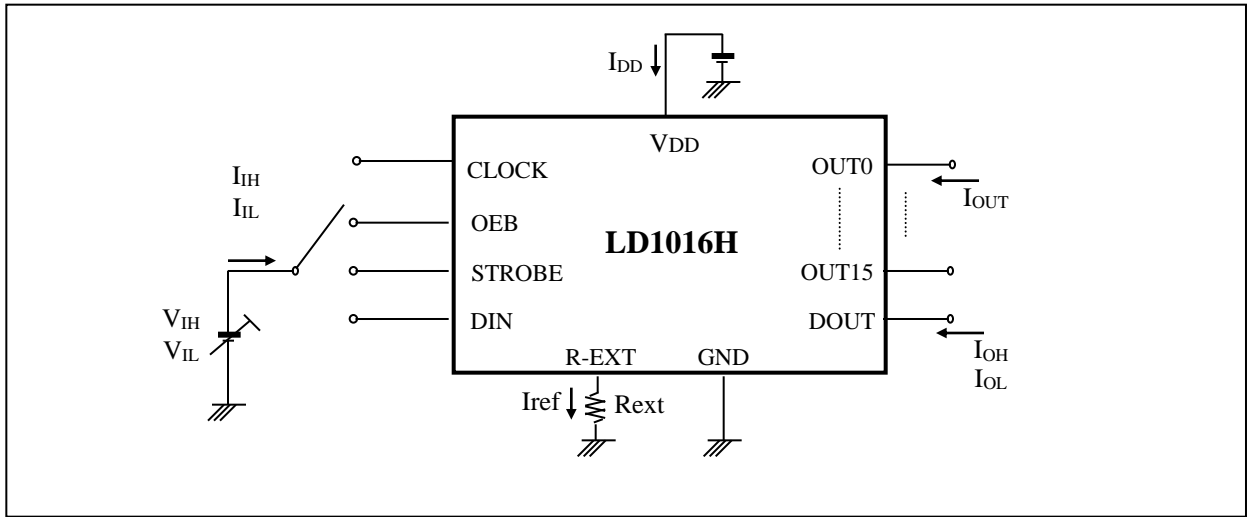 IDD
VDD
CLOCK
OUT0
IIH
IIL
IOUT
OEB
LD1016H
STROBE
OUT15
VIH
VIL
DIN
DOUT
R-EXT
GND
IOH
IOL
Iref
Rext